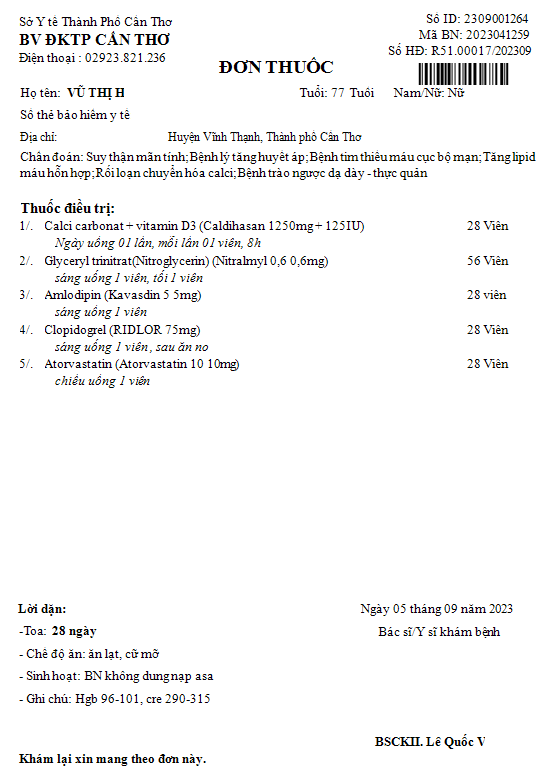 Sở Y tế Thành Phố Cần Thơ
BV ĐKTP CẦN THƠ
Điện thoại : 02923.821.236
Số ID: 2309001264
Mã BN: 2023041259
Số HĐ: R51.00017/202309
ĐƠN THUỐC
Họ tên: VŨ THỊ H Tuổi: 77 Tuổi Nam/Nữ: Nữ
Số thẻ bảo hiểm y tế
Địa chỉ: Huyện Vĩnh Thạnh, Thành phố Cần Thơ
Chẩn đoán: Suy thận mãn tính;Bệnh lý tăng huyết áp;Bệnh tim thiếu máu cục bộ mạn;Tăng lipid
máu hỗn hợp;Rối loạn chuyển hóa calci;Bệnh trào ngược dạ dày - thực quản
Thuốc điều trị:
1/. Calci carbonat + vitamin D3 (Caldihasan 1250mg + 125IU) 28 Viên
Ngày uống 01 lần, mỗi lần 01 viên, 8h
2/. Glyceryl trinitrat(Nitroglycerin) (Nitralmyl 0,6 0,6mg) 56 Viên
sáng uống 1 viên, tối 1 viên
3/. Amlodipin (Kavasdin 5 5mg) 28 viên
sáng uống 1 viên
4/. Clopidogrel (RIDLOR 75mg) 28 Viên
sáng uống 1 viên , sau ăn no
5/. Atorvastatin (Atorvastatin 10 10mg) 28 Viên
chiều uống 1 viên
Lời dặn:
-Toa: 28 ngày
- Chế độ ăn: ăn lạt, cữ mỡ
- Sinh hoạt: BN không dung nạp asa
- Ghi chú: Hgb 96-101, cre 290-315
Ngày 05 tháng 09 năm 2023
Bác sĩ/Y sĩ khám bệnh
BSCKII. Lê Quốc V
Khám lại xin mang theo đơn này.